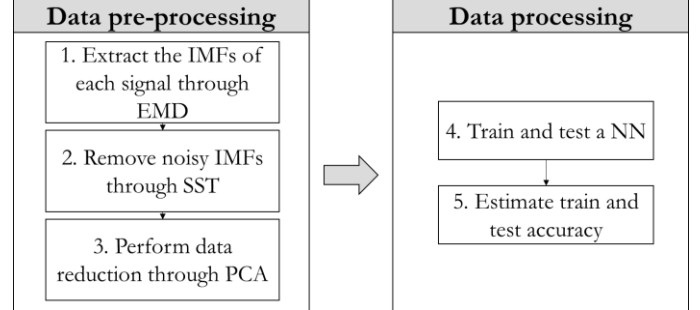 Data pre-processing
1. Extract the IMFs of
each signal through
EMD
2. Remove noisy IMFs
through SST
3. Perform data
reduction through PCA
Data processing
4. Train and test a NN
5. Estimate train and
test accuracy